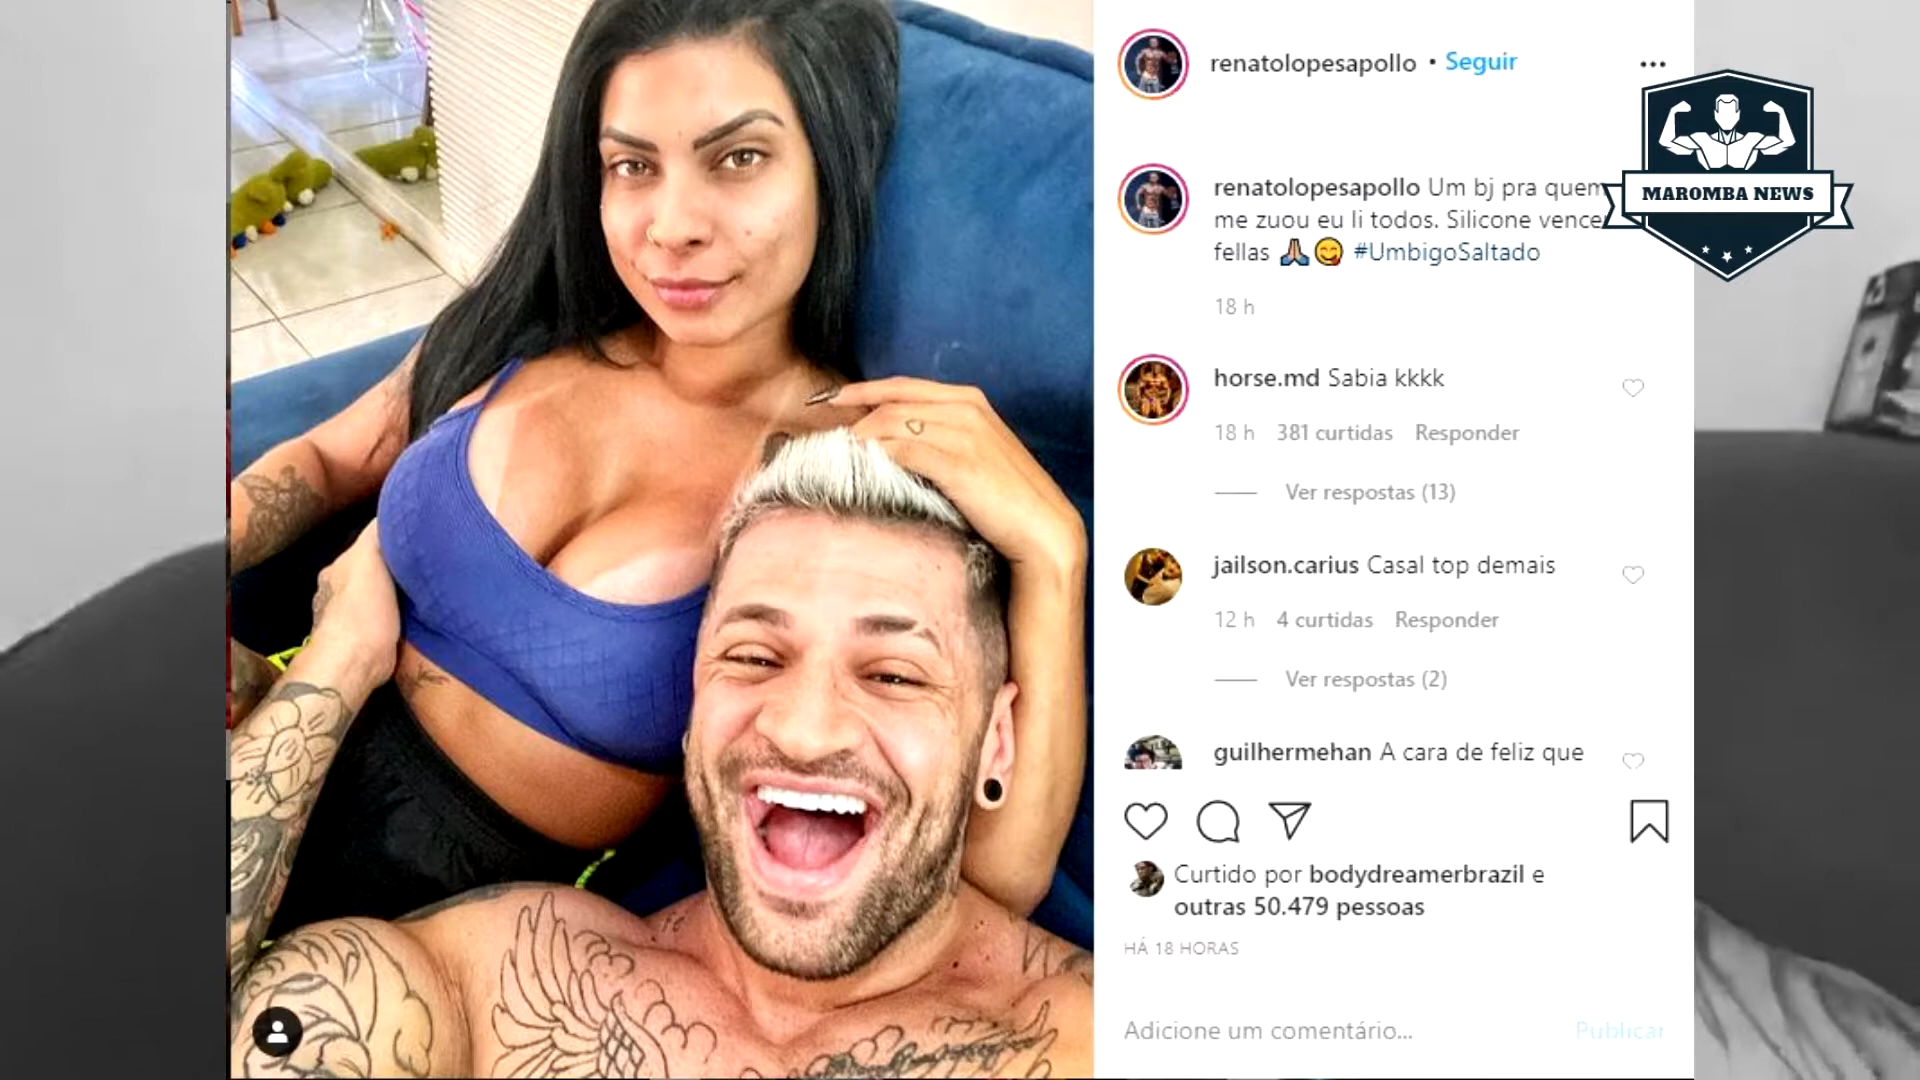 renatolopesapollo • Seguir
renatolopesapollo Um bj pra quem
me zuou eu li todos. Silicone vence
fellas 🙏😋 #UmbigoSaltado
18 h
MAROMBA NEWS
horse.md Sabia kkkk
18 h 381 curtidas Responder
Ver respostas (13)
jailson.carius Casal top demais
12 h 4 curtidas Responder
Ver respostas (2)
guilhermehan A cara de feliz que
Curtido por bodydreamerbrazil e
outras 50.479 pessoas
HÁ 18 HORAS
Adicione um comentário... Publicar